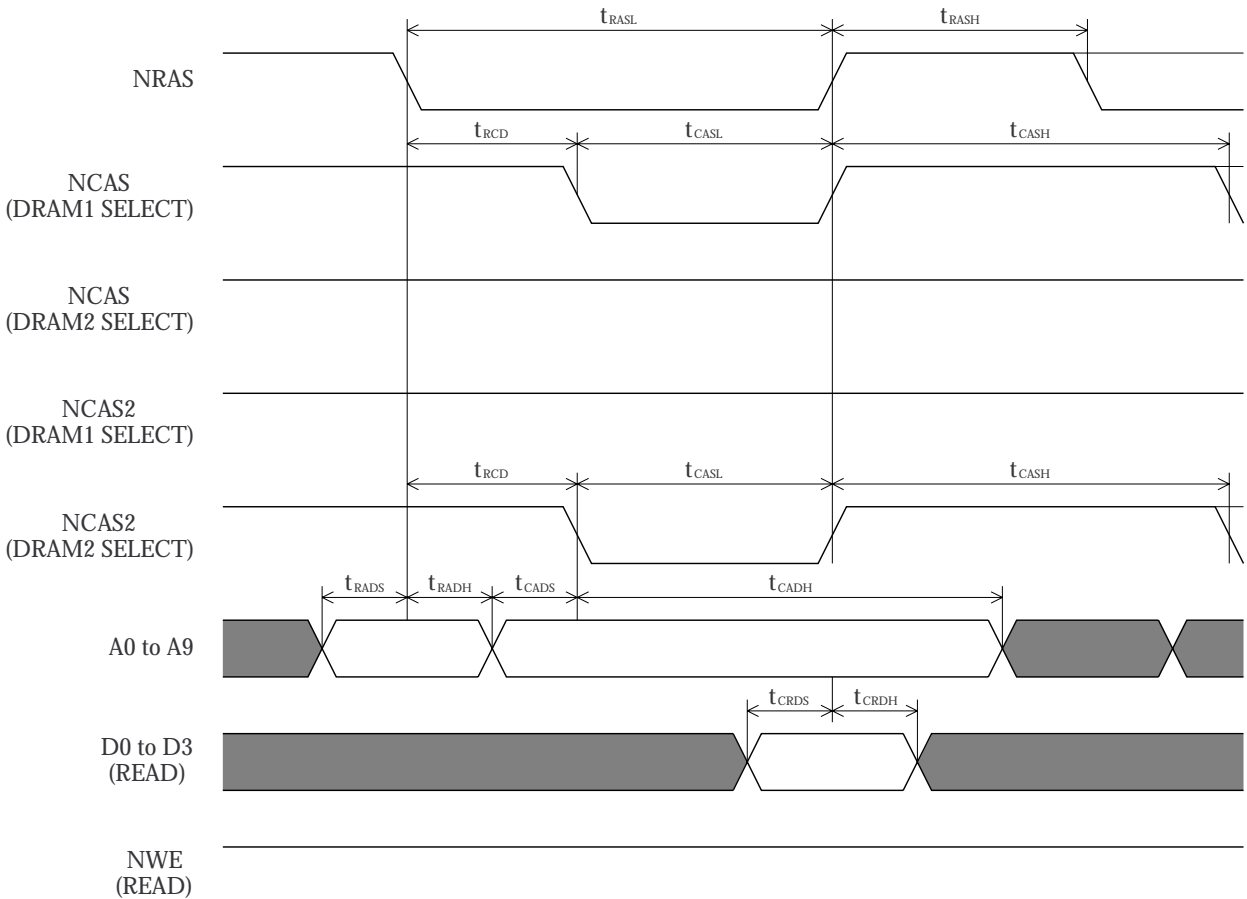 tRASL tRASH
NRAS
tRCD tCASL tCASH
NCAS
(DRAM1 SELECT)
NCAS
(DRAM2 SELECT)
NCAS2
(DRAM1 SELECT)
tRCD tCASL tCASH
NCAS2
(DRAM2 SELECT)
tRADS tRADH tCADS tCADH
A0 to A9
tCRDS tCRDH
D0 to D3
(READ)
NWE
(READ)